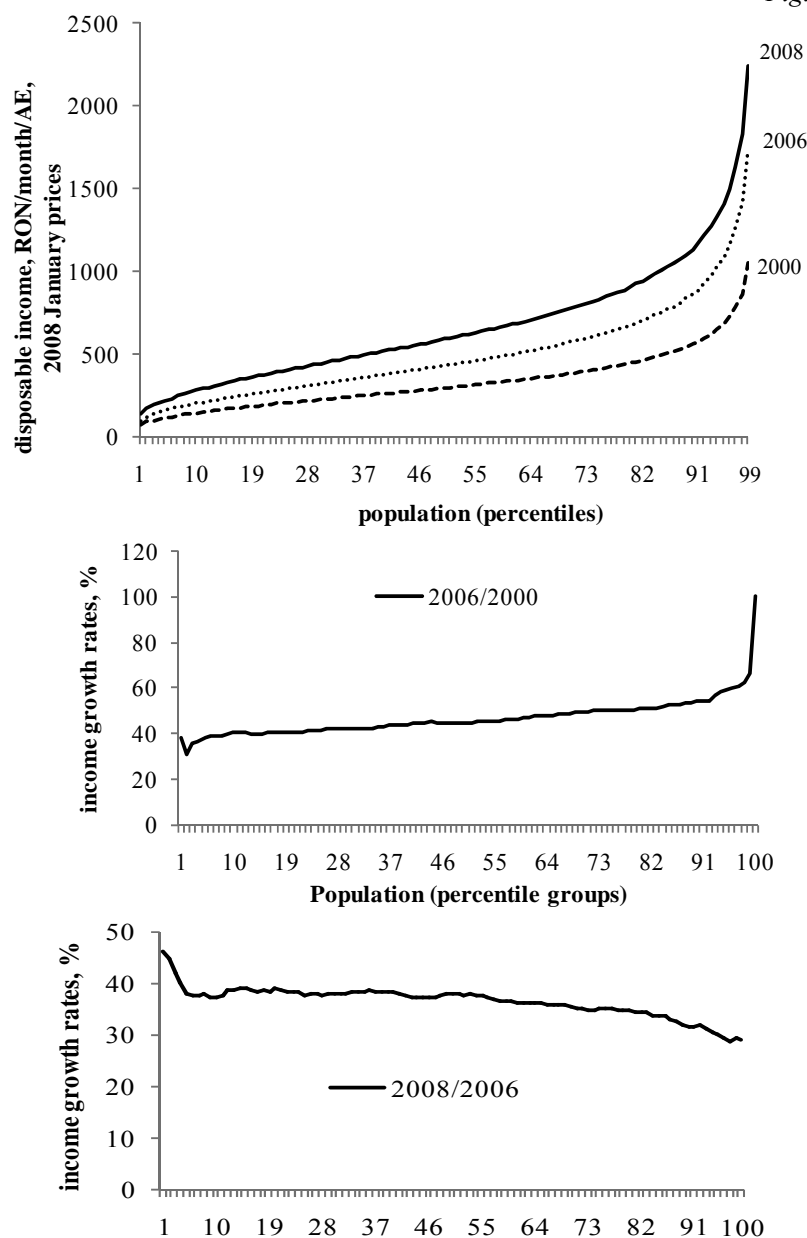 2500
2000
1500
1000
500
0
disposable income, RON/month/AE,
2008 January prices
2008
2006
2000
1 10 19 28 37 46 55 64 73 82 91 99
population (percentiles)
120
100
80
60
40
20
0
income growth rates, %
2006/2000
1 10 19 28 37 46 55 64 73 82 91 100
Population (percentile groups)
50
40
30
20
10
0
income growth rates, %
2008/2006
1 10 19 28 37 46 55 64 73 82 91 100